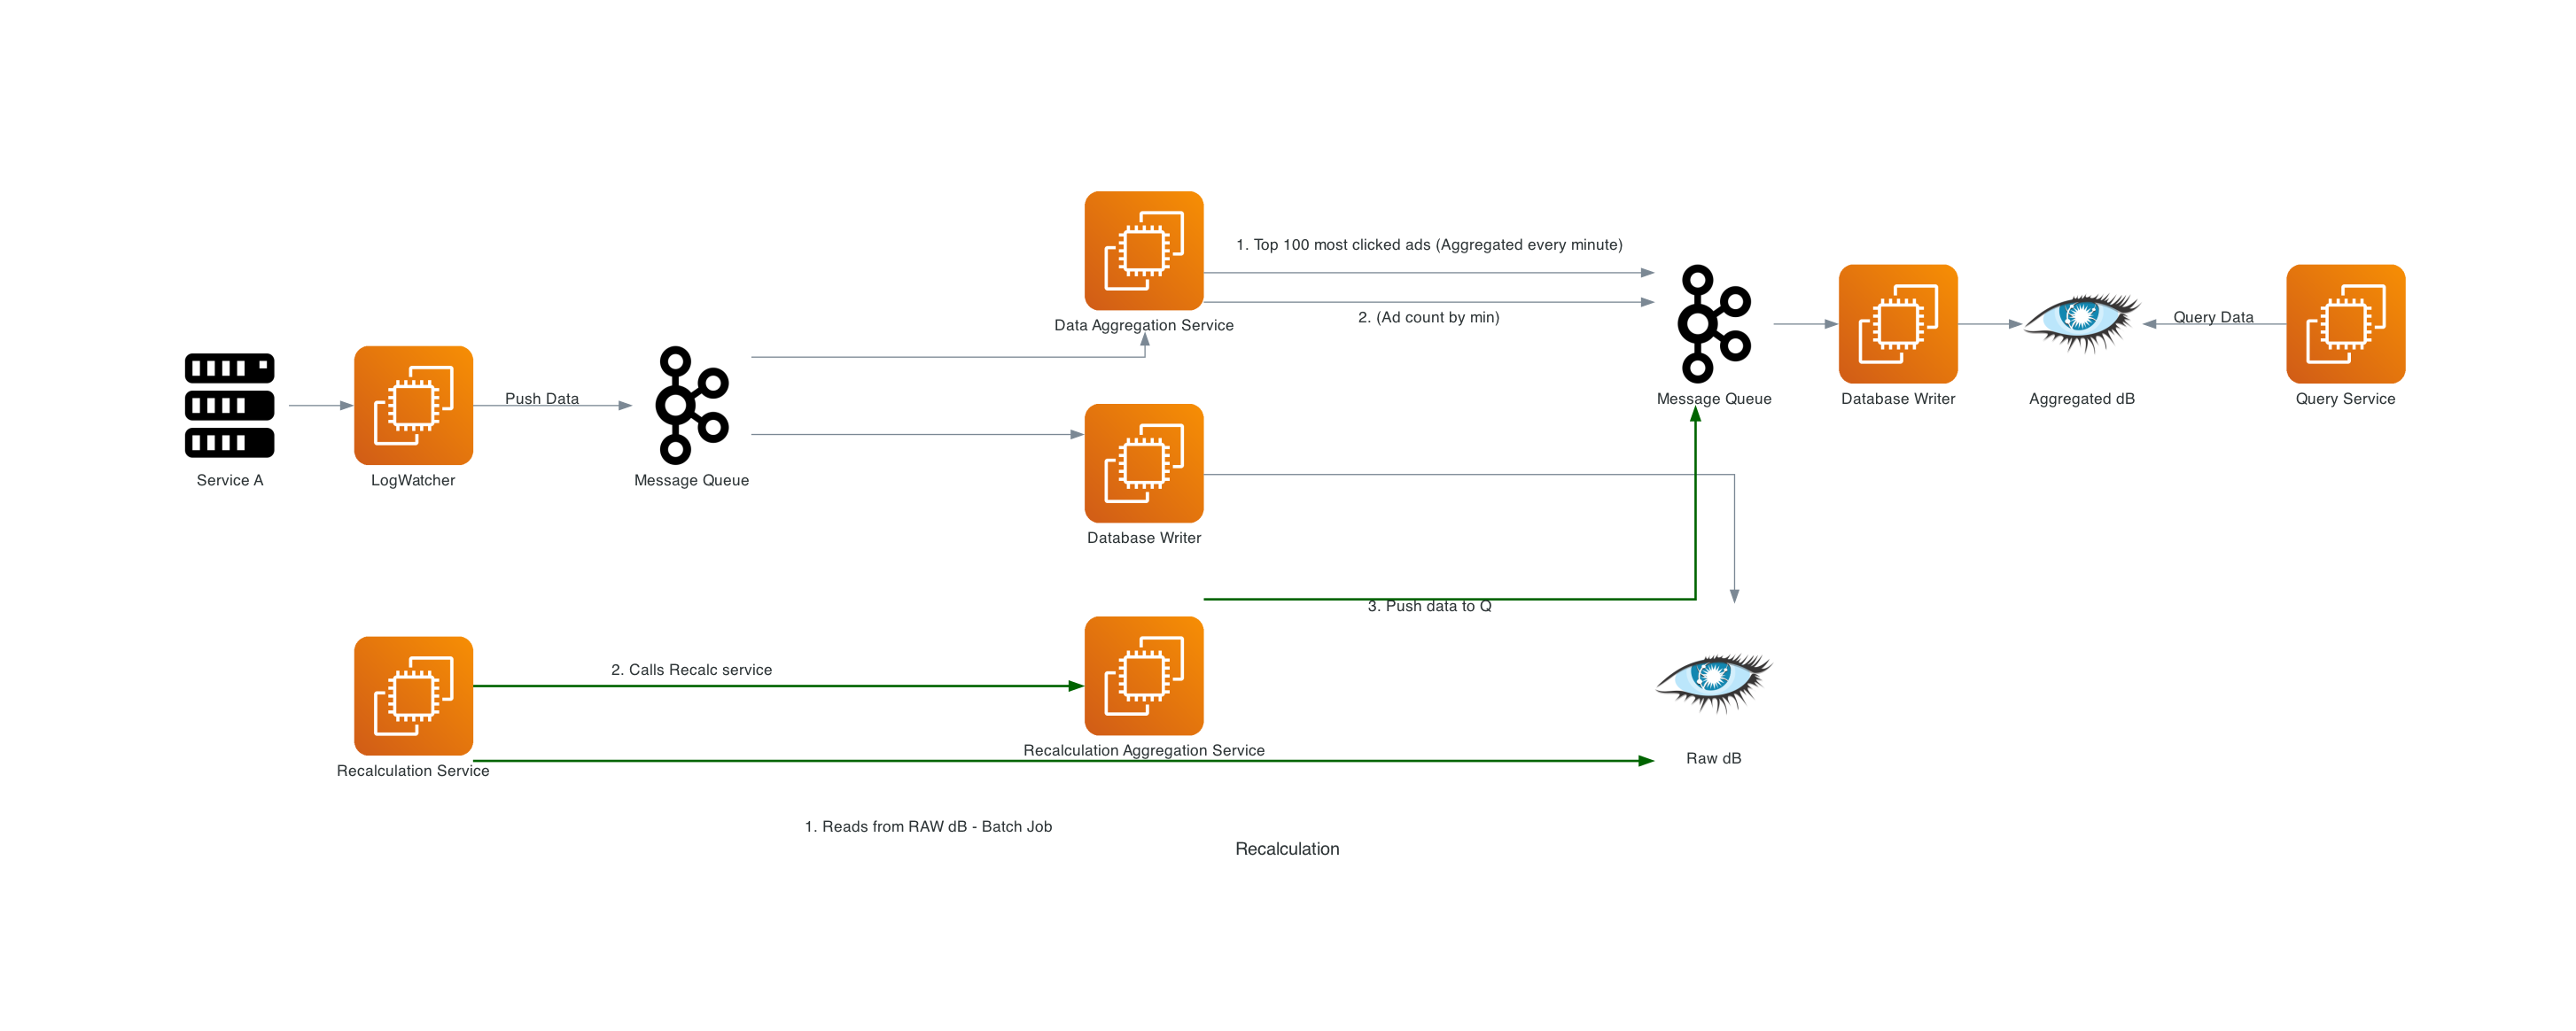 1. Top 100 most clicked ads (Aggregated every minute)
2. (Ad count by min)
Data Aggregation Service
Query Data
Push Data
Message Queue
Database Writer
Aggregated dB
Query Service
Service A
LogWatcher
Message Queue
Database Writer
3. Push data to Q
2. Calls Recalc service
Recalculation Aggregation Service
Raw dB
Recalculation Service
1. Reads from RAW dB - Batch Job
Recalculation